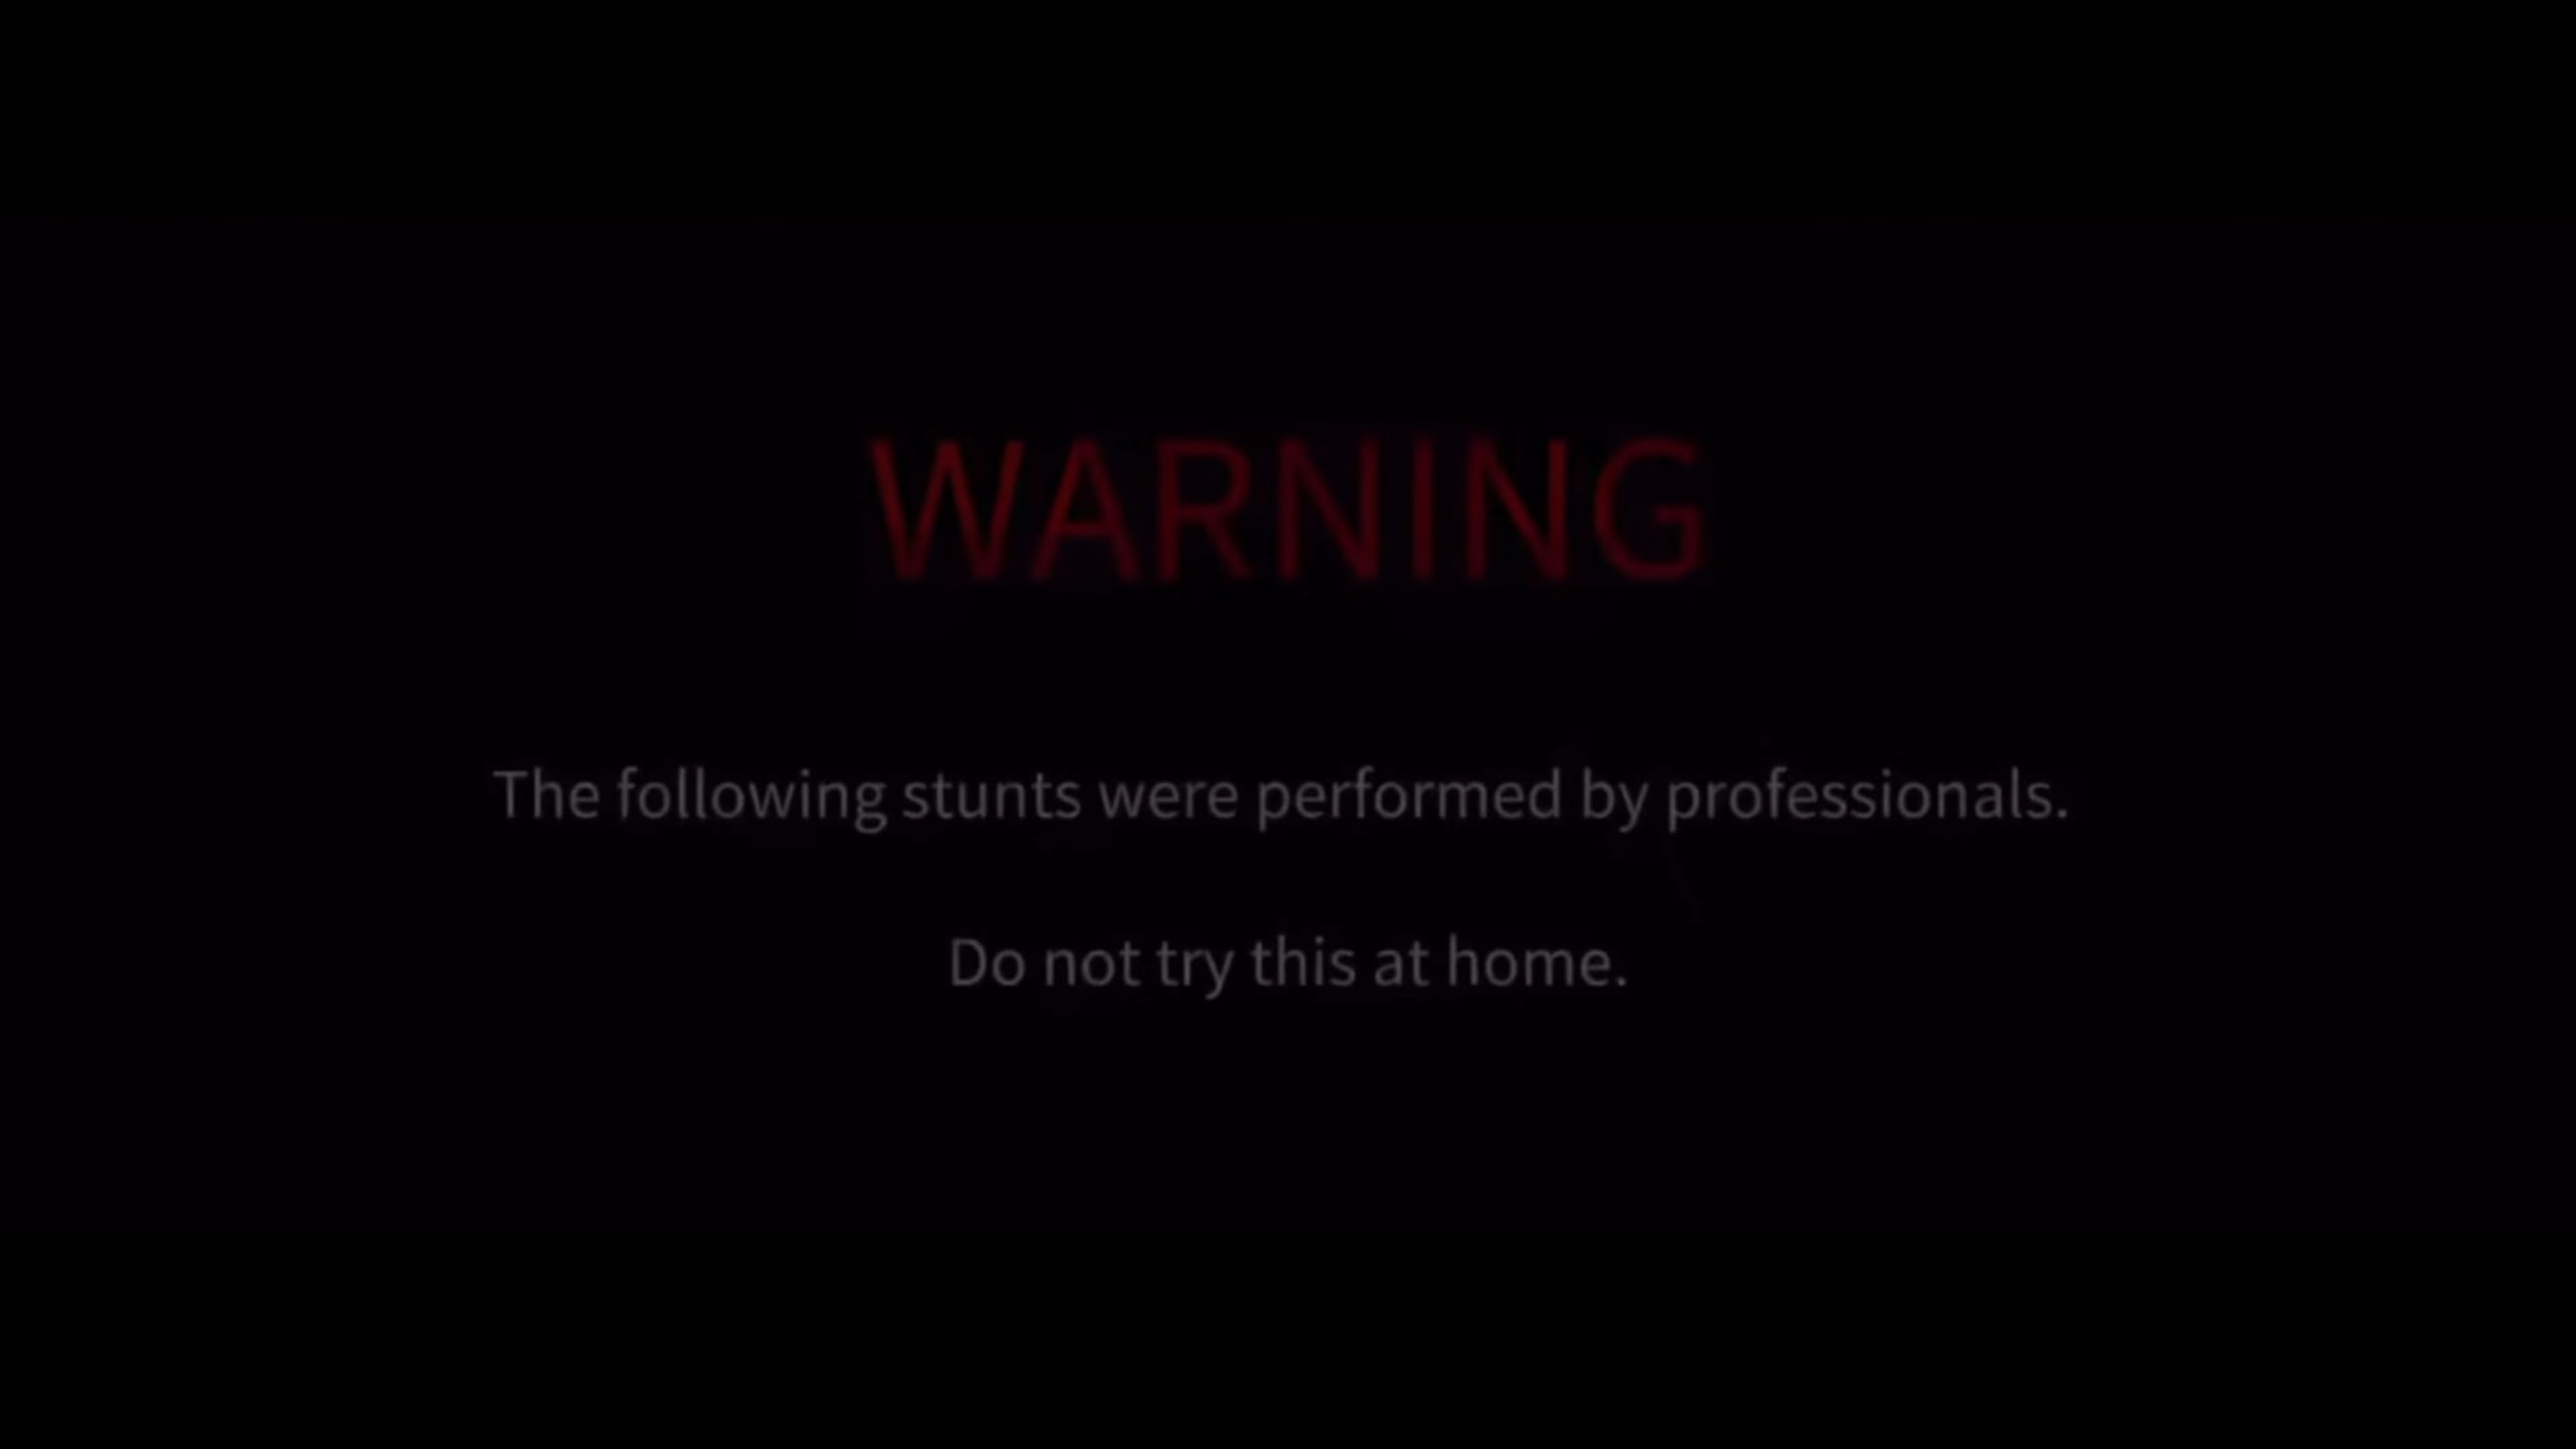 WARNING
The following stunts were performed by professionals.
Do not try this at home.